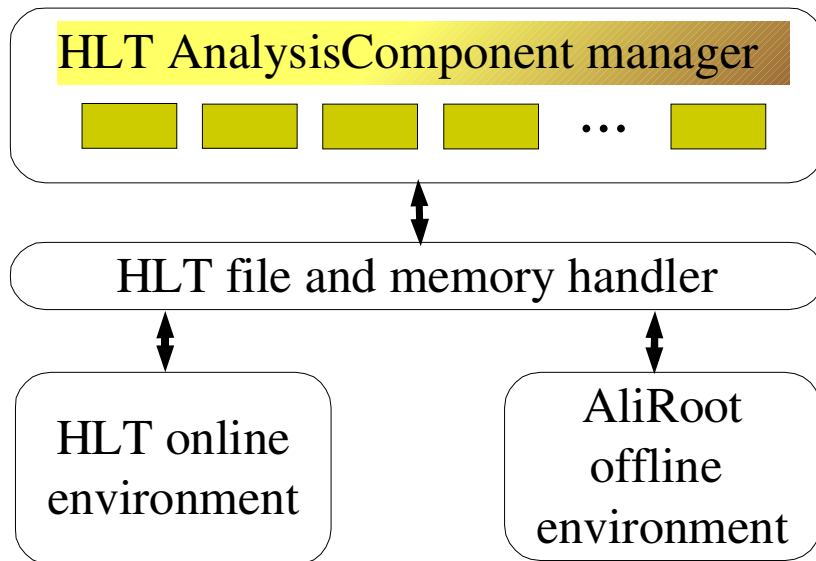 HLT AnalysisComponent manager
...
HLT file and memory handler
HLT online
environment
AliRoot
offline
environment